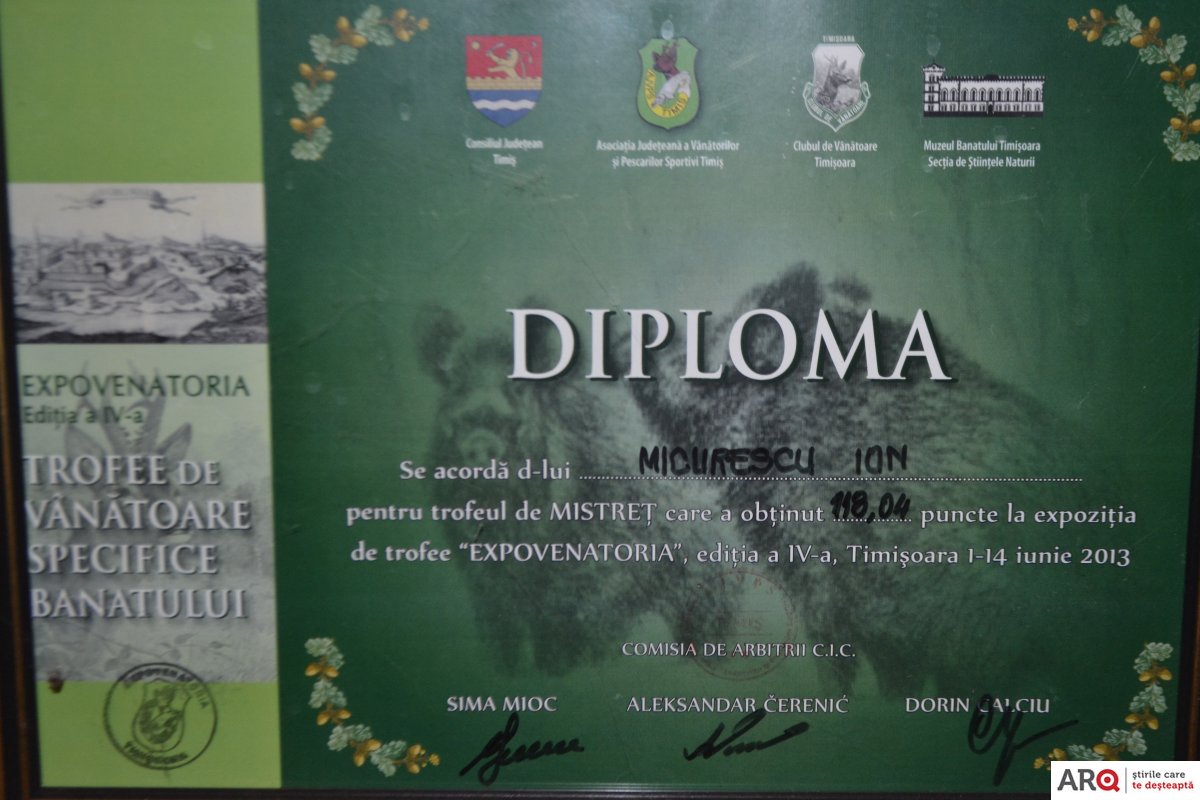 Consiliul Județean
Timiș
Asociația Județeană a Vânătorilor
și Pescarilor Sportivi Timiș
TIMIȘOARA
Clubul de Vânătoare
Timișoara
Muzeul Banatului Timișoara
Secția de Științele Naturii
EXPOVENATORIA
Ediția a IV-a
TROFEE DE
VÂNĂTOARE
SPECIFICE
BANATULUI
DIPLOMA
Se acordă d-lui MICURESCU ION
pentru trofeul de MISTREȚ care a obținut 118,04 puncte la expoziția
de trofee “EXPOVENATORIA”, ediția a IV-a, Timişoara 1-14 iunie 2013
COMISIA DE ARBITRII C.I.C.
SIMA MIOC ALEKSANDAR ČERENIĆ DORIN CALCIU
ARQ știrile care
te deșteaptă